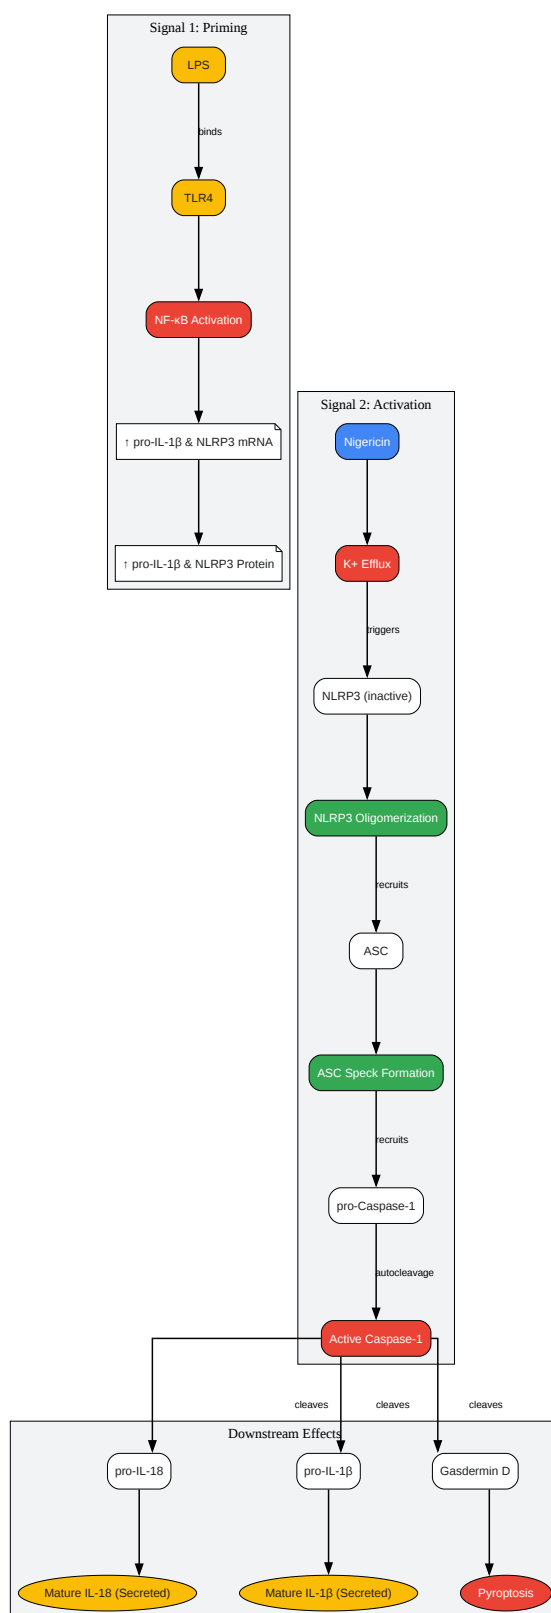 Signal 1: Priming
LPS
binds
TLR4
NF-κB Activation
↑ pro-IL-1β & NLRP3 mRNA
↑ pro-IL-1β & NLRP3 Protein
Signal 2: Activation
Nigericin
K+ Efflux
triggers
NLRP3 (inactive)
NLRP3 Oligomerization
recruits
ASC
ASC Speck Formation
recruits
pro-Caspase-1
autocleavage
Active Caspase-1
cleaves
cleaves
cleaves
Downstream Effects
pro-IL-18
pro-IL-1β
Gasdermin D
Mature IL-18 (Secreted)
Mature IL-1β (Secreted)
Pyroptosis